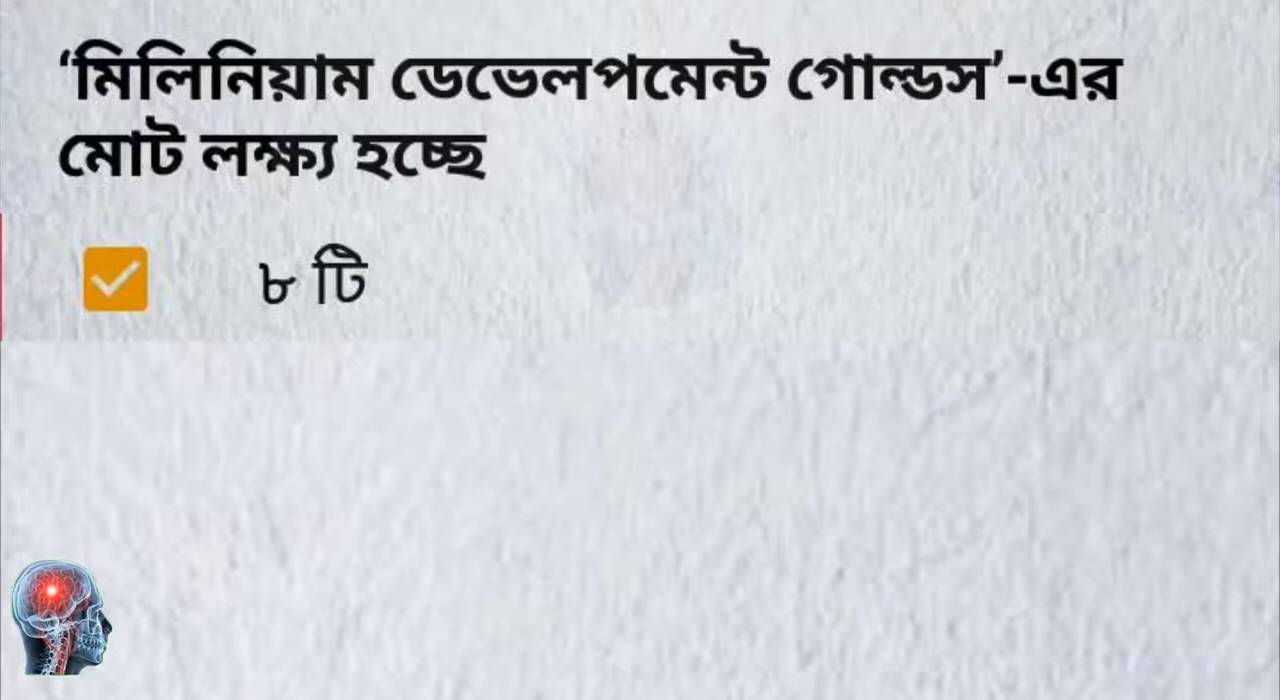 ‘মিলিনিয়াম ডেভেলপমেন্ট গোল্ডস’-এর
মোট লক্ষ্য হচ্ছে
৮ টি